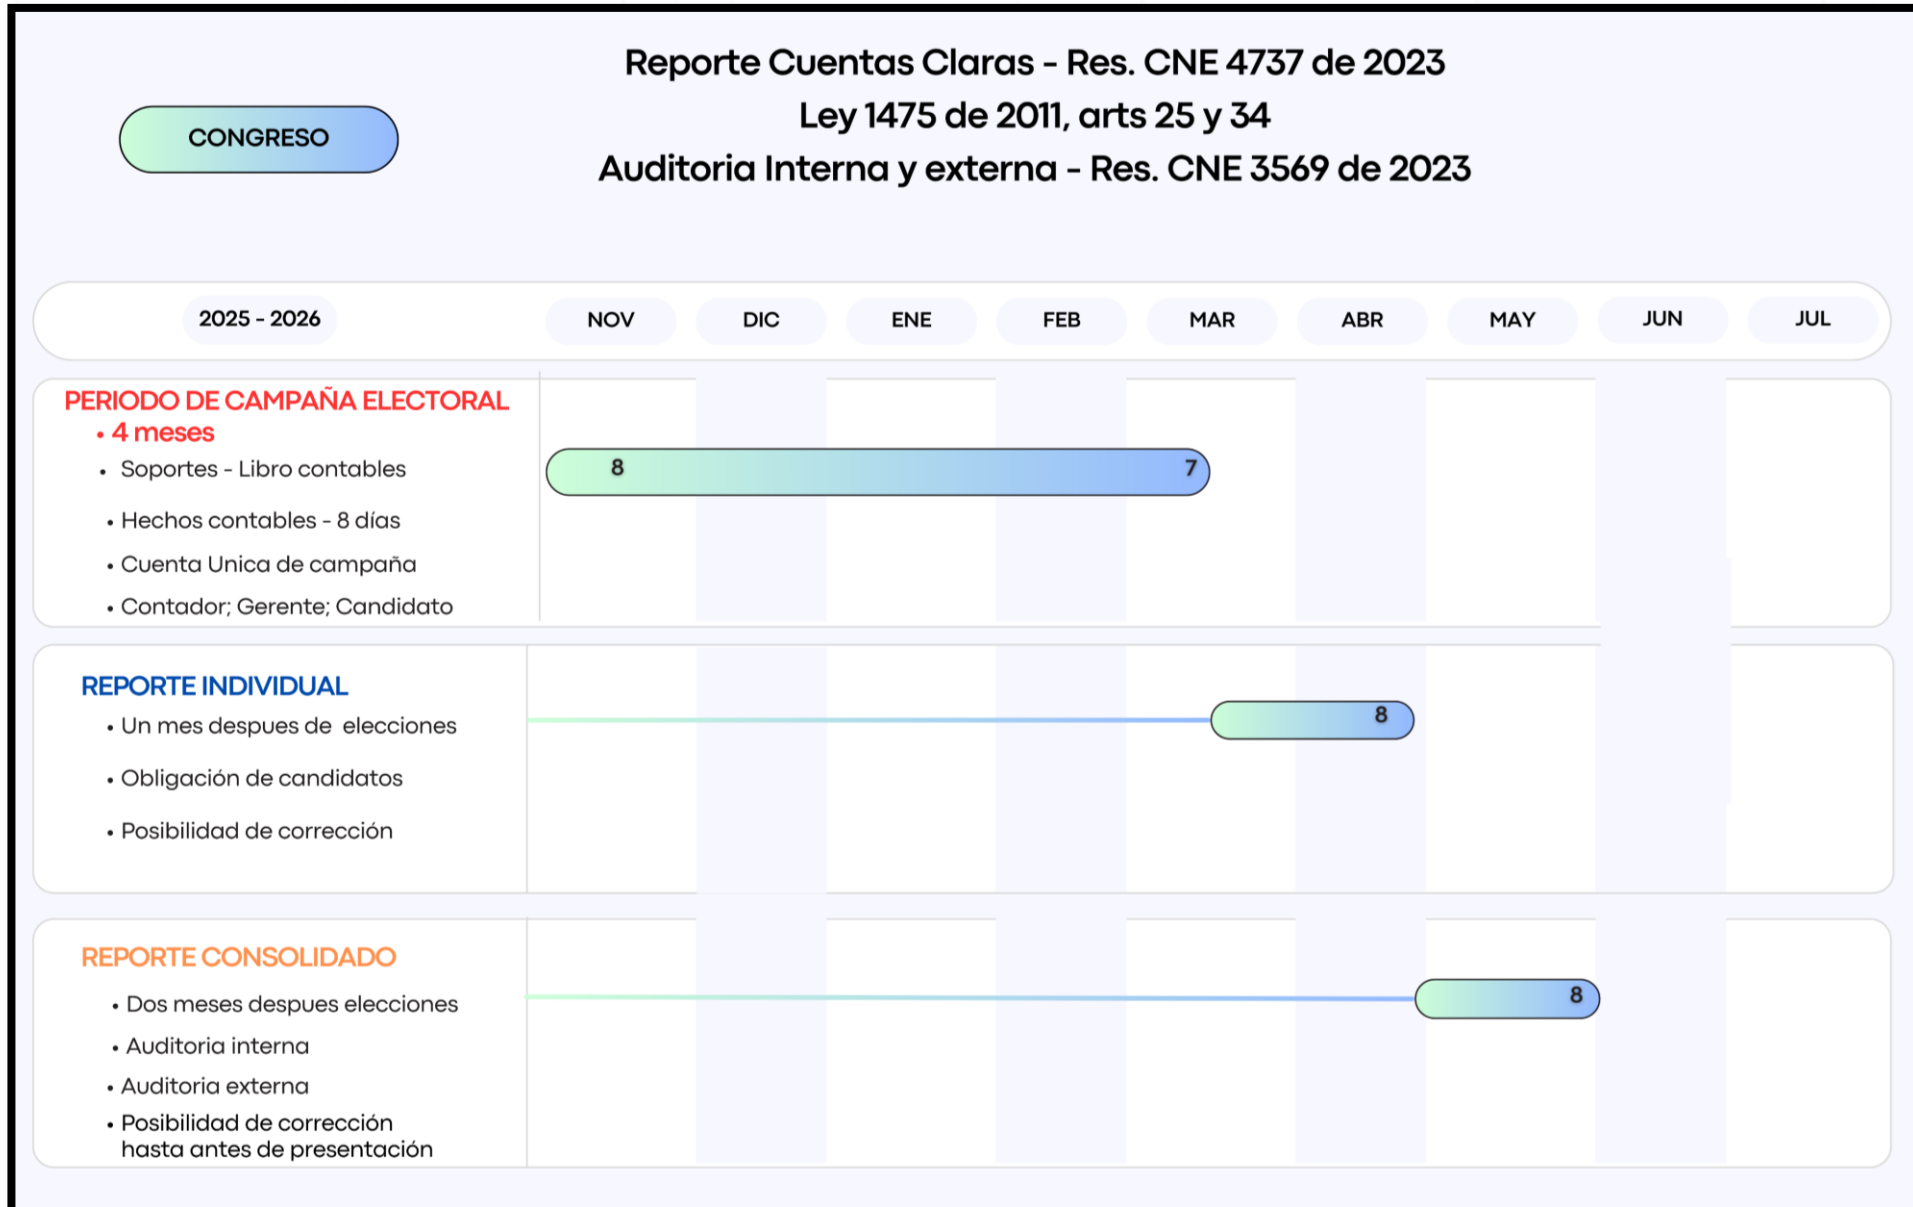 Reporte Cuentas Claras - Res. CNE 4737 de 2023
Ley 1475 de 2011, arts 25 y 34
Auditoria Interna y externa - Res. CNE 3569 de 2023
CONGRESO
2025 - 2026 NOV DIC ENE FEB MAR ABR MAY JUN JUL
PERIODO DE CAMPAÑA ELECTORAL
• 4 meses
• Soportes - Libro contables
8 7
• Hechos contables - 8 días
• Cuenta Unica de campaña
• Contador; Gerente; Candidato
REPORTE INDIVIDUAL
• Un mes despues de elecciones
8
• Obligación de candidatos
• Posibilidad de corrección
REPORTE CONSOLIDADO
• Dos meses despues elecciones
8
• Auditoria interna
• Auditoria externa
• Posibilidad de corrección
hasta antes de presentación